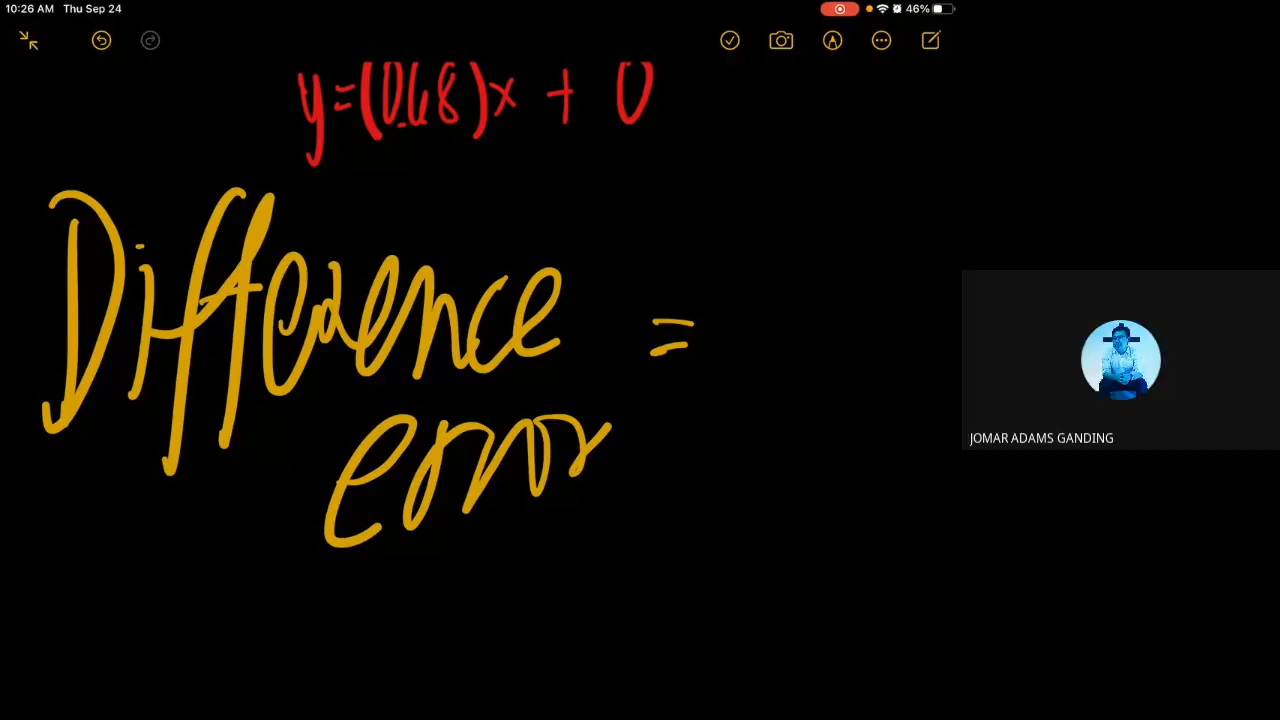 10:26 AM Thu Sep 24
46%
y=(0.68)x + 0
Difference =
error
JOMAR ADAMS GANDING